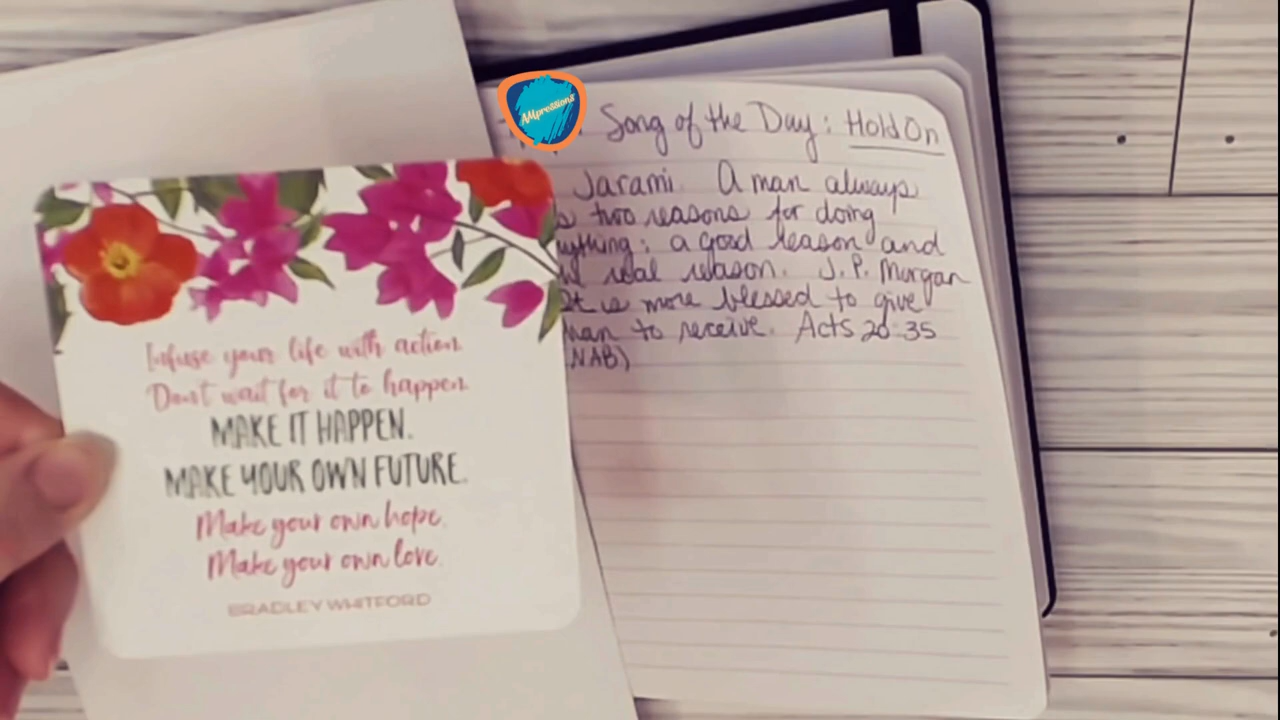 Infuse your life with action
Don't wait for it to happen.
MAKE IT HAPPEN.
MAKE YOUR OWN FUTURE.
Make your own hope.
Make your own love.
BRADLEY WHITFORD
AMpressions
Song of the Day: Hold On
Jarami. A man always
two reasons for doing
a good reason and
real reason. J.P. Morgan
It is more blessed to give
to receive. Acts 20:35
NAB)